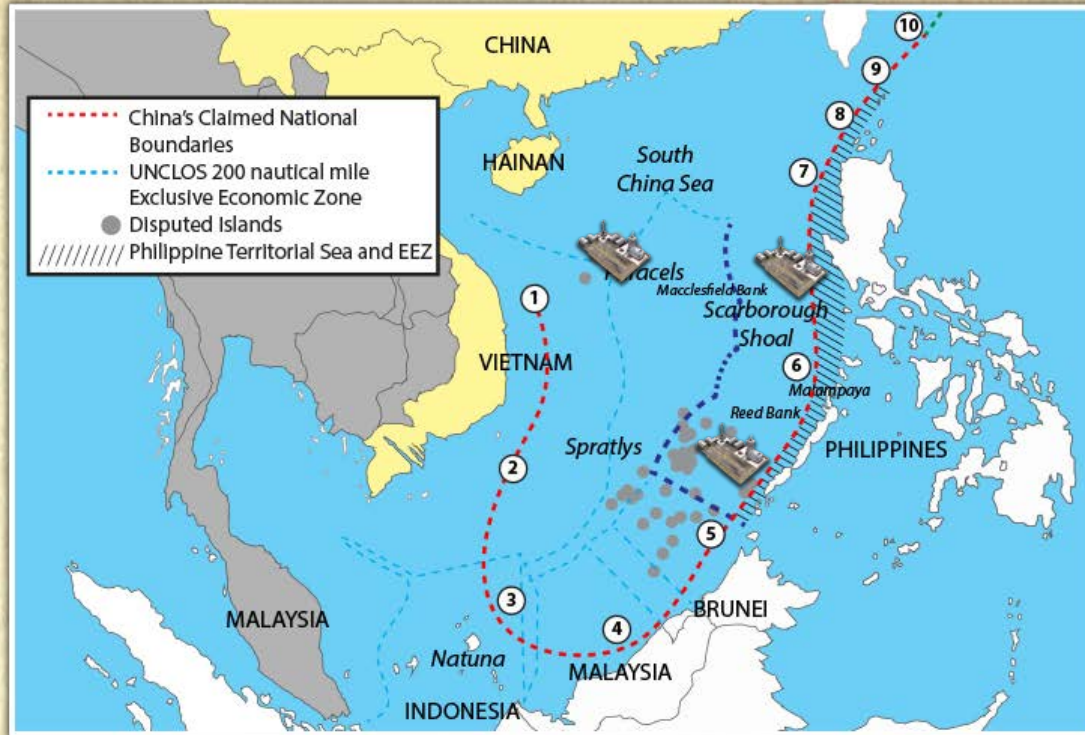 10
CHINA
9
China's Claimed National
Boundaries
UNCLOS 200 nautical mile
Exclusive Economic Zone
Disputed Islands
Philippine Territorial Sea and EEZ
8
HAINAN
South
China Sea
7
Paracels
Macclesfield Bank
1
Scarborough
Shoal
VIETNAM
6
Malampaya
Reed Bank
Spratlys
PHILIPPINES
2
5
3
BRUNEI
MALAYSIA
4
Natuna
MALAYSIA
INDONESIA